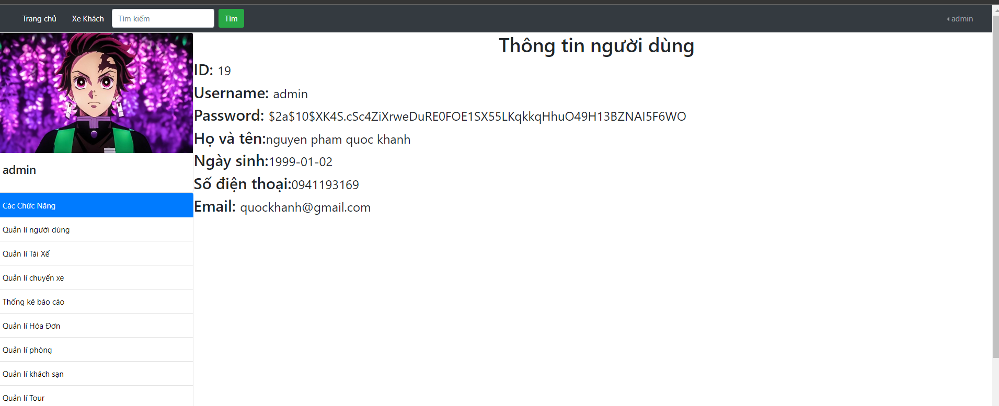 Trang chủ Xe Khách Tìm kiếm Tìm admin
admin
Các Chức Năng
Quản lí người dùng
Quản lí Tài Xế
Quản lí chuyến xe
Thống kê báo cáo
Quản lí Hóa Đơn
Quản lí phòng
Quản lí khách sạn
Quản lí Tour
Thông tin người dùng
ID: 19
Username: admin
Password: $2a$10$XK4S.cSc4ZiXrweDuRE0FOE1SX55LKqkkqHhuO49H13BZNAI5F6WO
Họ và tên:nguyen pham quoc khanh
Ngày sinh:1999-01-02
Số điện thoại:0941193169
Email: quockhanh@gmail.com